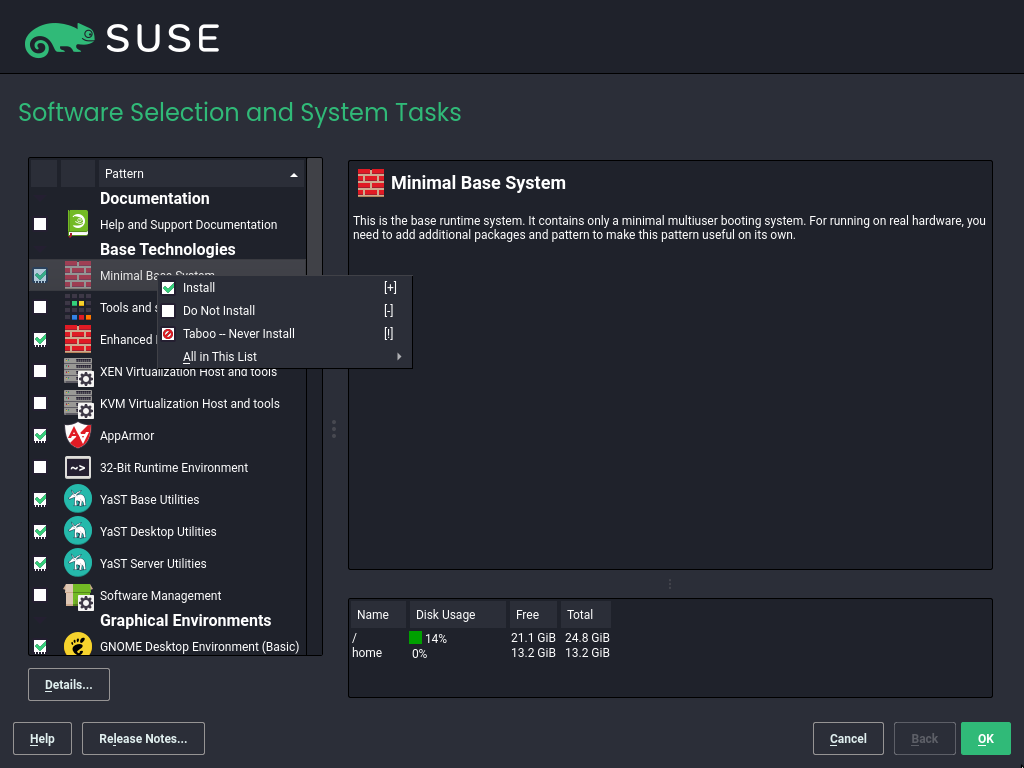 SUSE
Software Selection and System Tasks
Pattern
Documentation
Help and Support Documentation
Base Technologies
Minimal Base System
Tools and
Enhanced
XEN Virtualization Host and tools
KVM Virtualization Host and tools
AppArmor
32-Bit Runtime Environment
YaST Base Utilities
YaST Desktop Utilities
YaST Server Utilities
Software Management
Graphical Environments
GNOME Desktop Environment (Basic)
Install [+]
Do Not Install [-]
Taboo -- Never Install [!]
All in This List
Minimal Base System
This is the base runtime system. It contains only a minimal multiuser booting system. For running on real hardware, you
need to add additional packages and pattern to make this pattern useful on its own.
Name Disk Usage Free Total
/ 14% 21.1 GiB 24.8 GiB
home 0% 13.2 GiB 13.2 GiB
Details...
Help Release Notes... Cancel Back OK